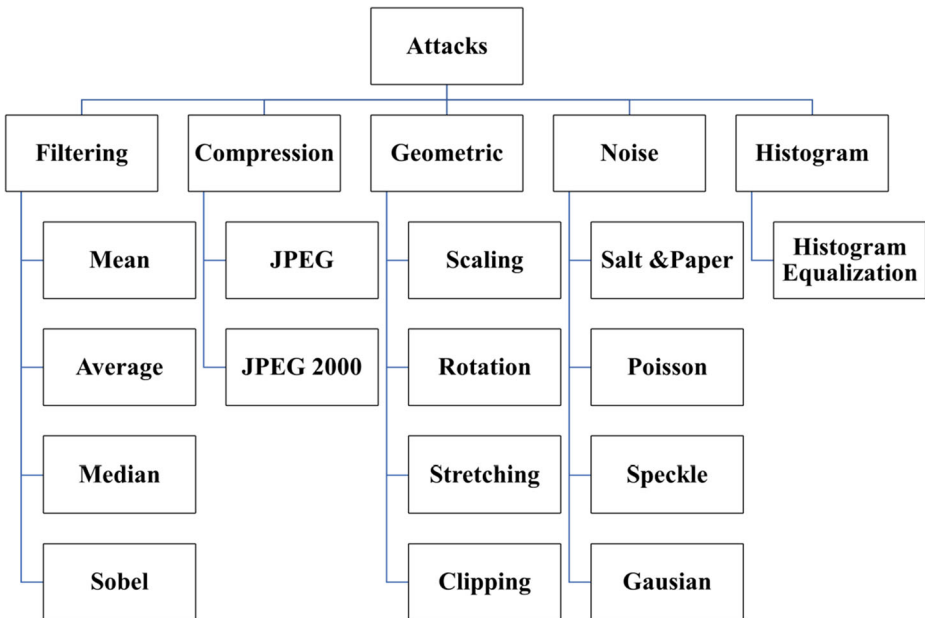 Attacks
Filtering
Compression
Geometric
Noise
Histogram
Mean
JPEG
Scaling
Salt &Paper
Histogram
Equalization
Average
JPEG 2000
Rotation
Poisson
Median
Stretching
Speckle
Sobel
Clipping
Gausian